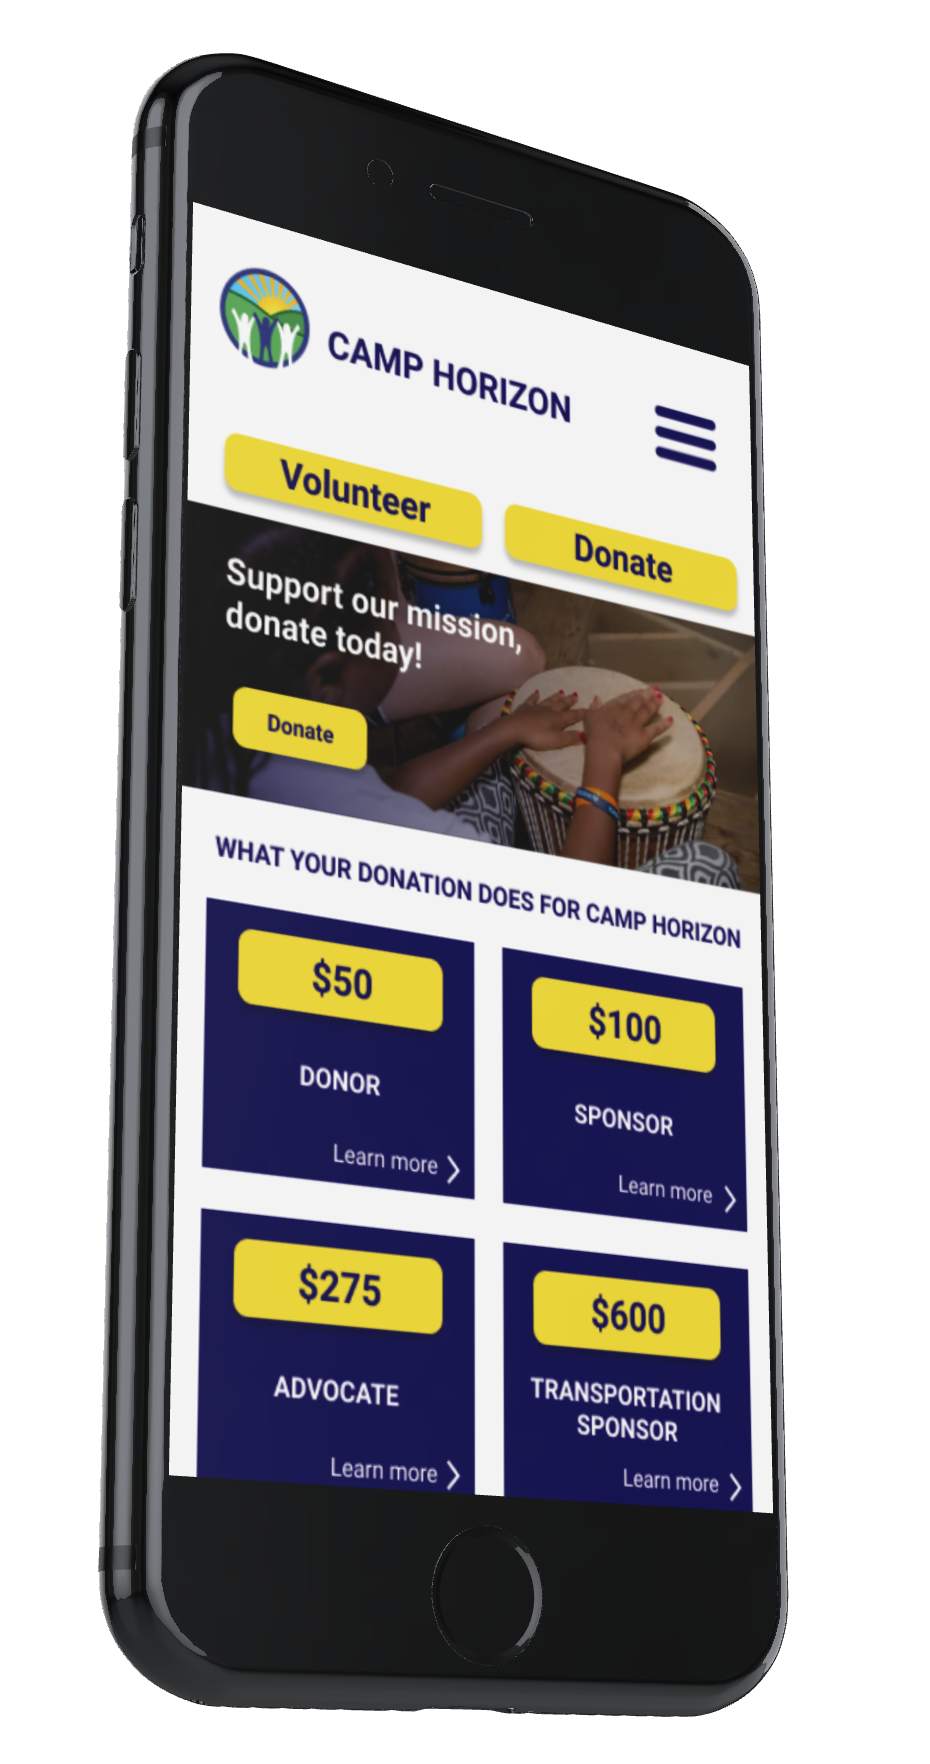 CAMP HORIZON
Volunteer
Donate
Support our mission,
donate today!
Donate
WHAT YOUR DONATION DOES FOR CAMP HORIZON
$50
DONOR
Learn more
$100
SPONSOR
Learn more
$275
ADVOCATE
Learn more
$600
TRANSPORTATION
SPONSOR
Learn more